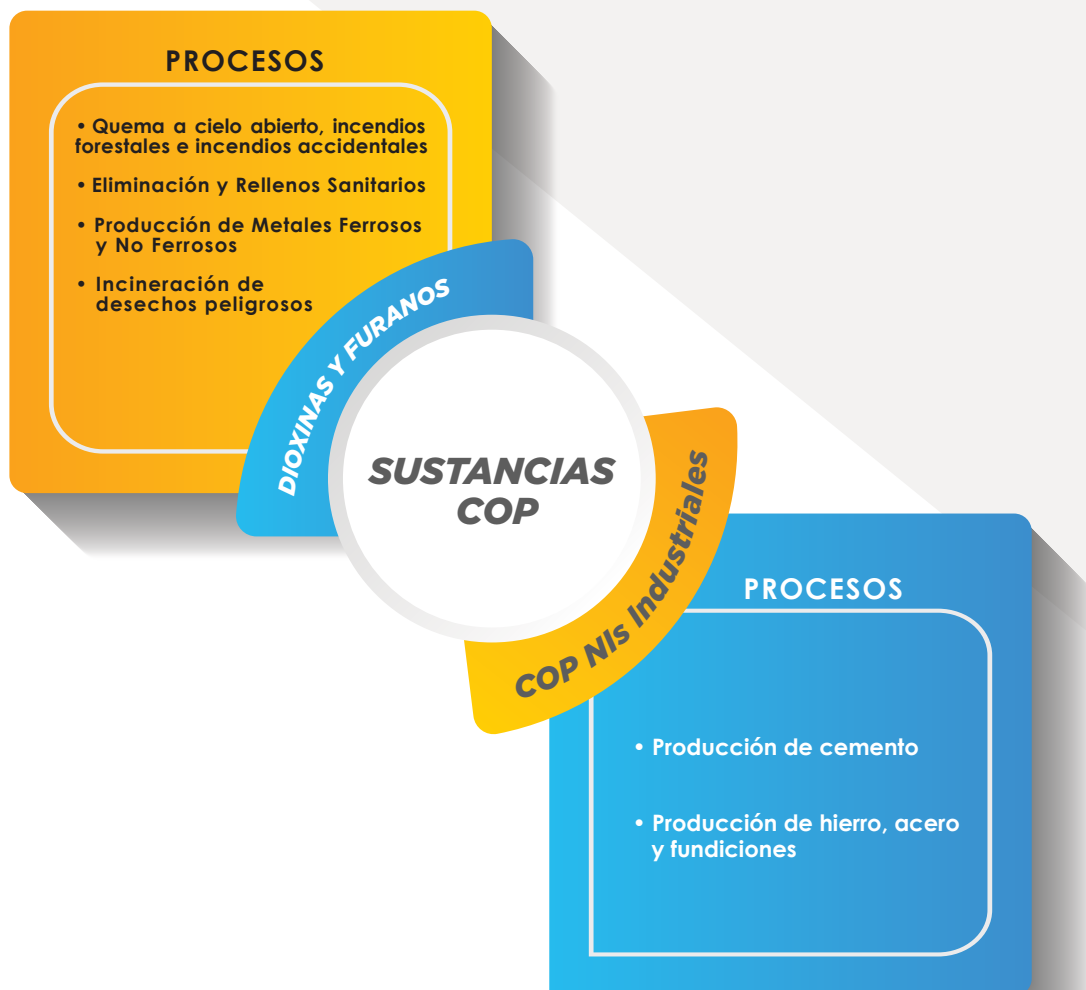 PROCESOS
• Quema a cielo abierto, incendios
forestales e incendios accidentales
• Eliminación y Rellenos Sanitarios
• Producción de Metales Ferrosos
y No Ferrosos
• Incineración de
desechos peligrosos
DIOXINAS Y FURANOS
SUSTANCIAS
COP
COP NIs Industriales
PROCESOS
• Producción de cemento
• Producción de hierro, acero
y fundiciones